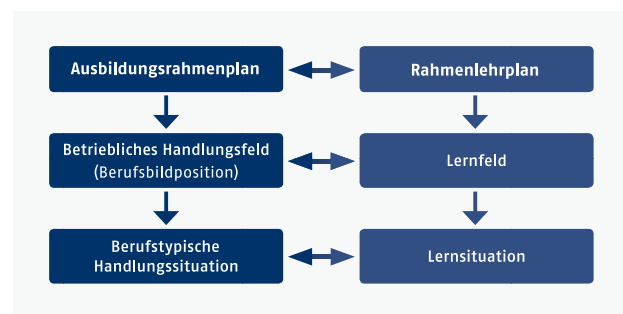 Ausbildungsrahmenplan
Rahmenlehrplan
Betriebliches Handlungsfeld
(Berufsbildposition)
Lernfeld
Berufstypische
Handlungssituation
Lernsituation